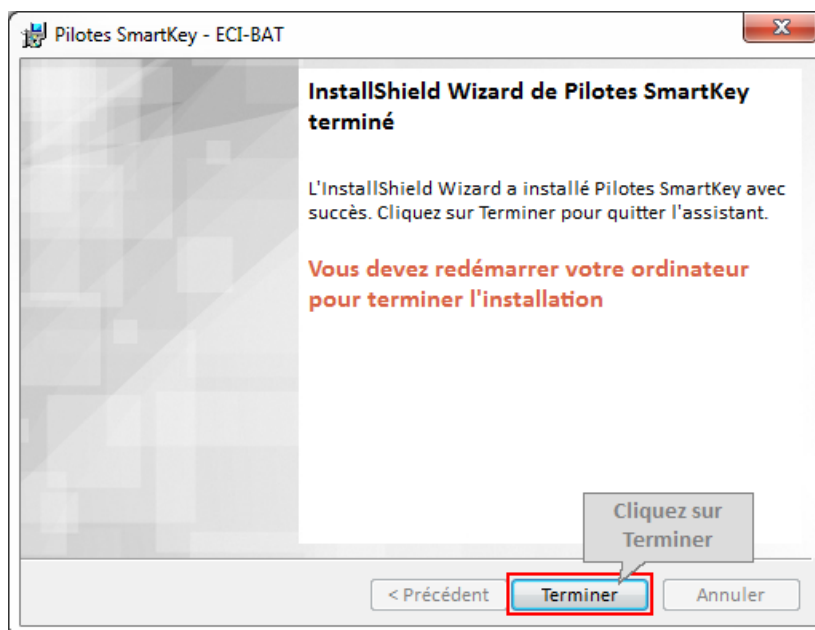 Pilotes SmartKey - ECI-BAT
InstallShield Wizard de Pilotes SmartKey
terminé
L'InstallShield Wizard a installé Pilotes SmartKey avec
succès. Cliquez sur Terminer pour quitter l'assistant.
Vous devez redémarrer votre ordinateur
pour terminer l'installation
Cliquez sur
Terminer
< Précédent Terminer Annuler